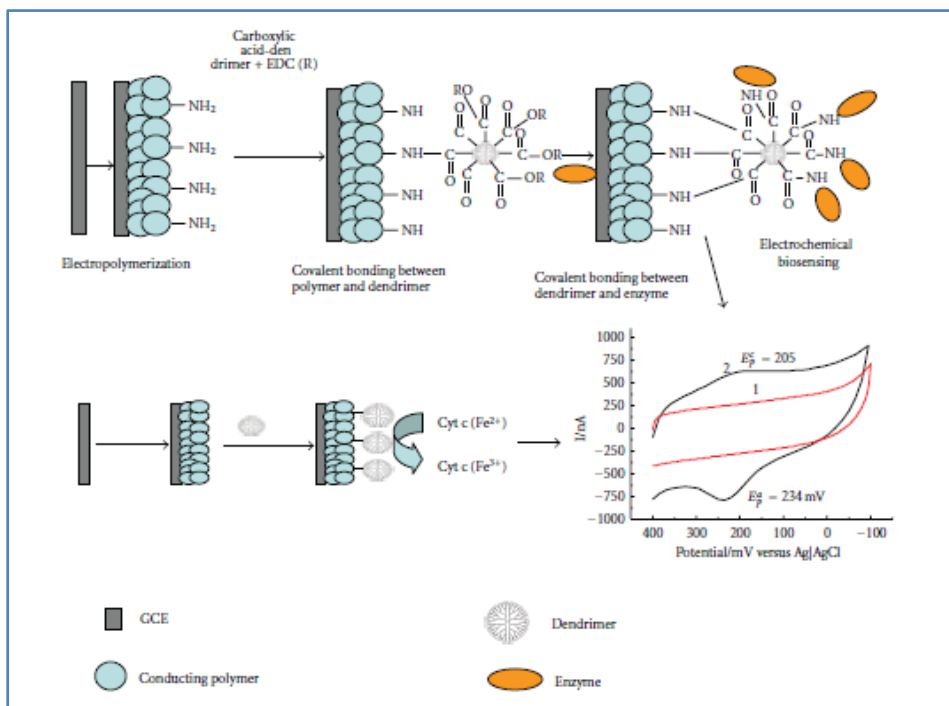 Carboxylic
acid-den
drimer + EDC (R)
NH₂
NH₂
NH₂
NH₂
NH
NH
NH
NH
RO
O
C
O
C
O
C
OR
O
C
OR
C
O
C
O
C
O
C
OR
NH
NH
NH
NH
O
C
NH
O
C
O
C
O
C
NH
O
C
NH
C
O
C
O
C
O
C
NH
Electropolymerization
Covalent bonding between
polymer and dendrimer
Covalent bonding between
dendrimer and enzyme
Electrochemical
biosensing
Cyt c (Fe²⁺)
Cyt c (Fe³⁺)
1000
750
500
250
0
−250
−500
−750
−1000
I/nA
2
Eᶜₚ = 205
1
Eᵃₚ = 234 mV
400 300 200 100 0 −100
Potential/mV versus Ag|AgCl
GCE
Dendrimer
Conducting polymer
Enzyme